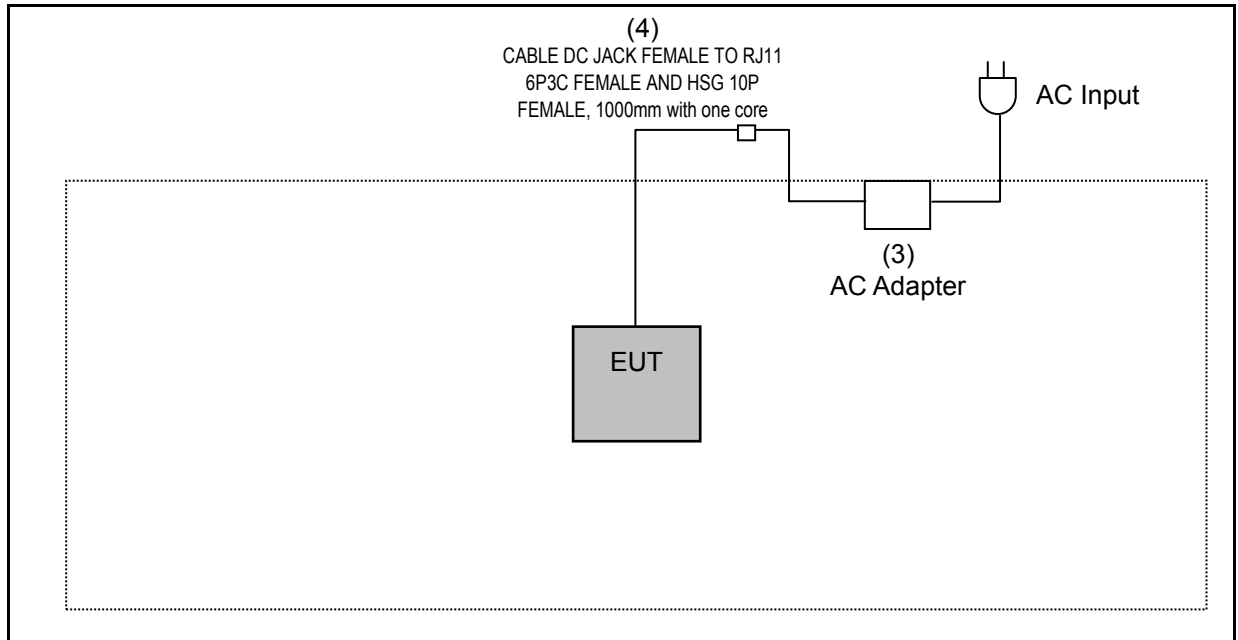 (4)
CABLE DC JACK FEMALE TO RJ11
6P3C FEMALE AND HSG 10P
FEMALE, 1000mm with one core
AC Input
(3)
AC Adapter
EUT